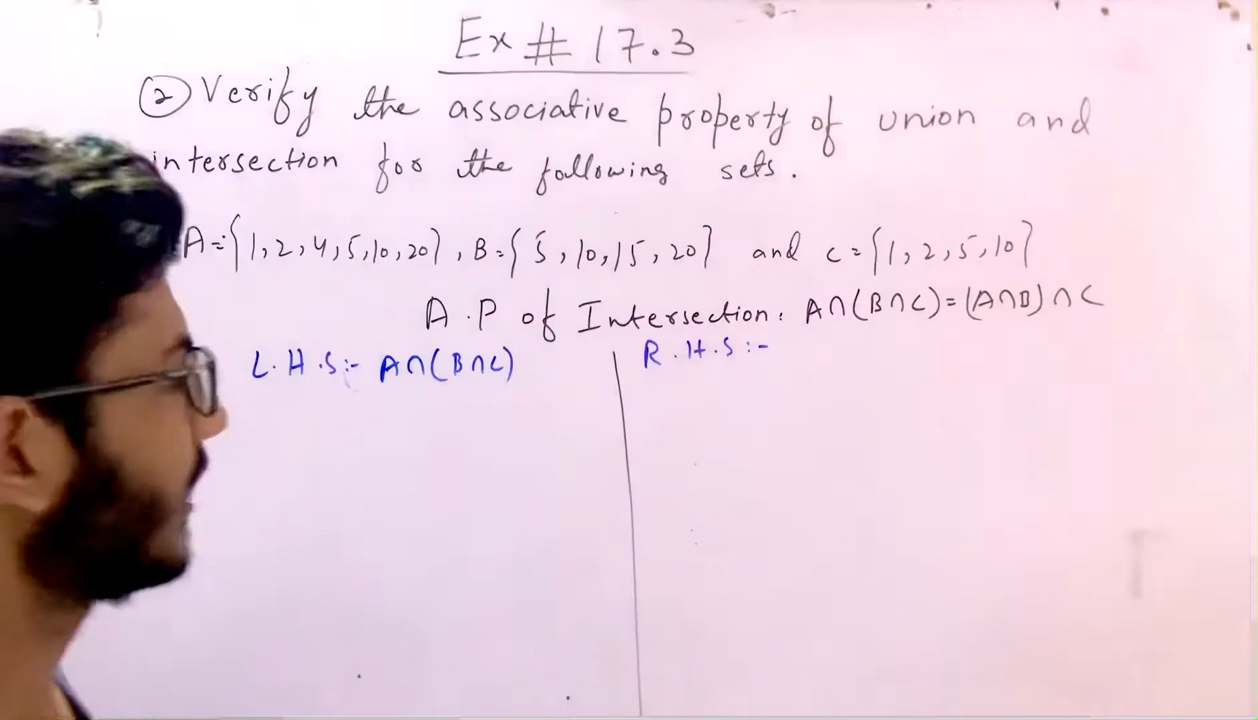 Ex # 17.3
② Verify the associative property of union and
intersection for the following sets.
A={1,2,4,5,10,20}, B={5,10,15,20} and c={1,2,5,10}
A.P of Intersection: A∩(B∩C)=(A∩B)∩C
L.H.S:- A∩(B∩C)
R.H.S:-